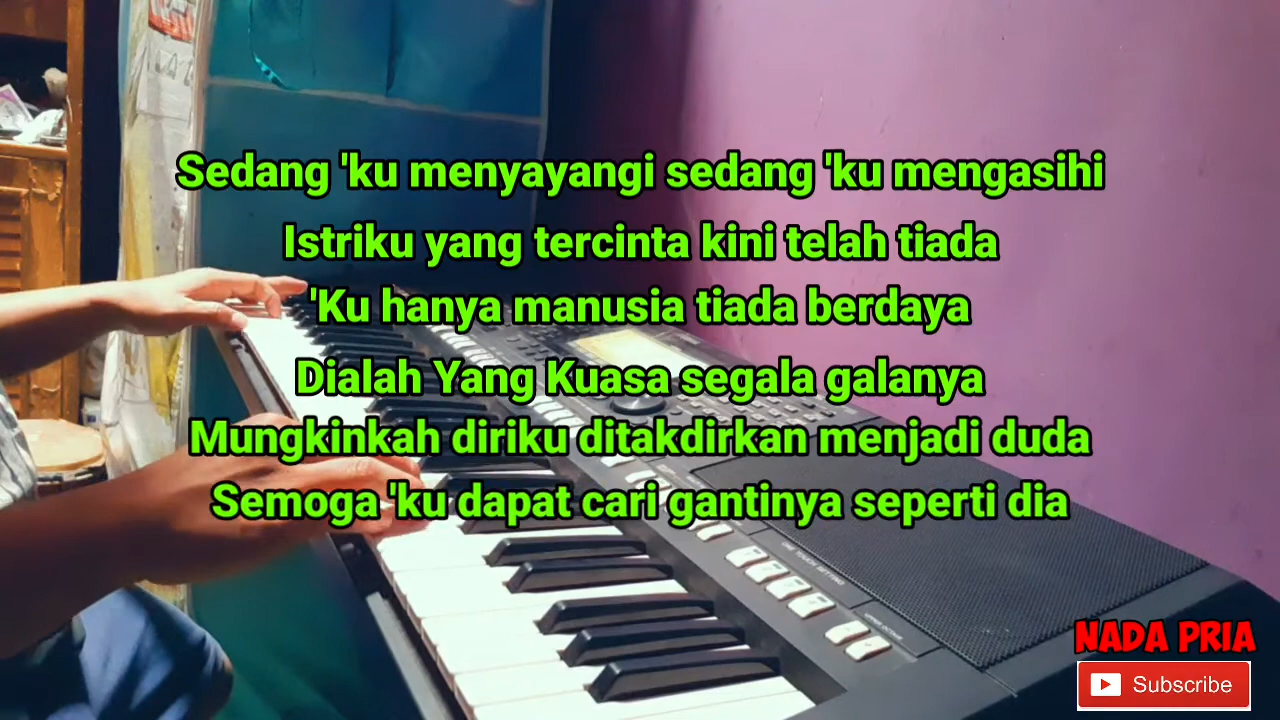 Sedang 'ku menyayangi sedang 'ku mengasihi
Istriku yang tercinta kini telah tiada
'Ku hanya manusia tiada berdaya
Dialah Yang Kuasa segala galanya
Mungkinkah diriku ditakdirkan menjadi duda
Semoga 'ku dapat cari gantinya seperti dia
NADA PRIA
Subscribe